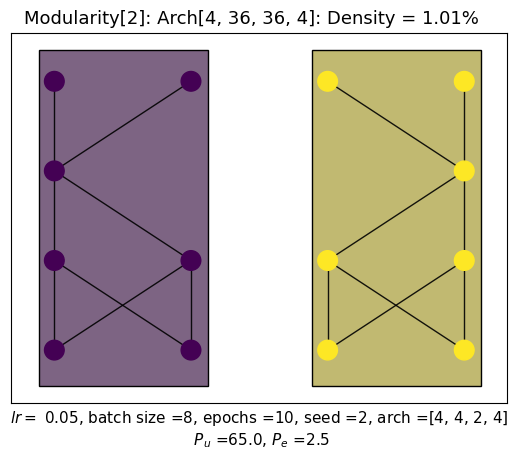 Modularity[2]: Arch[4, 36, 36, 4]: Density = 1.01%
lr = 0.05, batch size =8, epochs =10, seed =2, arch =[4, 4, 2, 4]
P_u =65.0, P_e =2.5